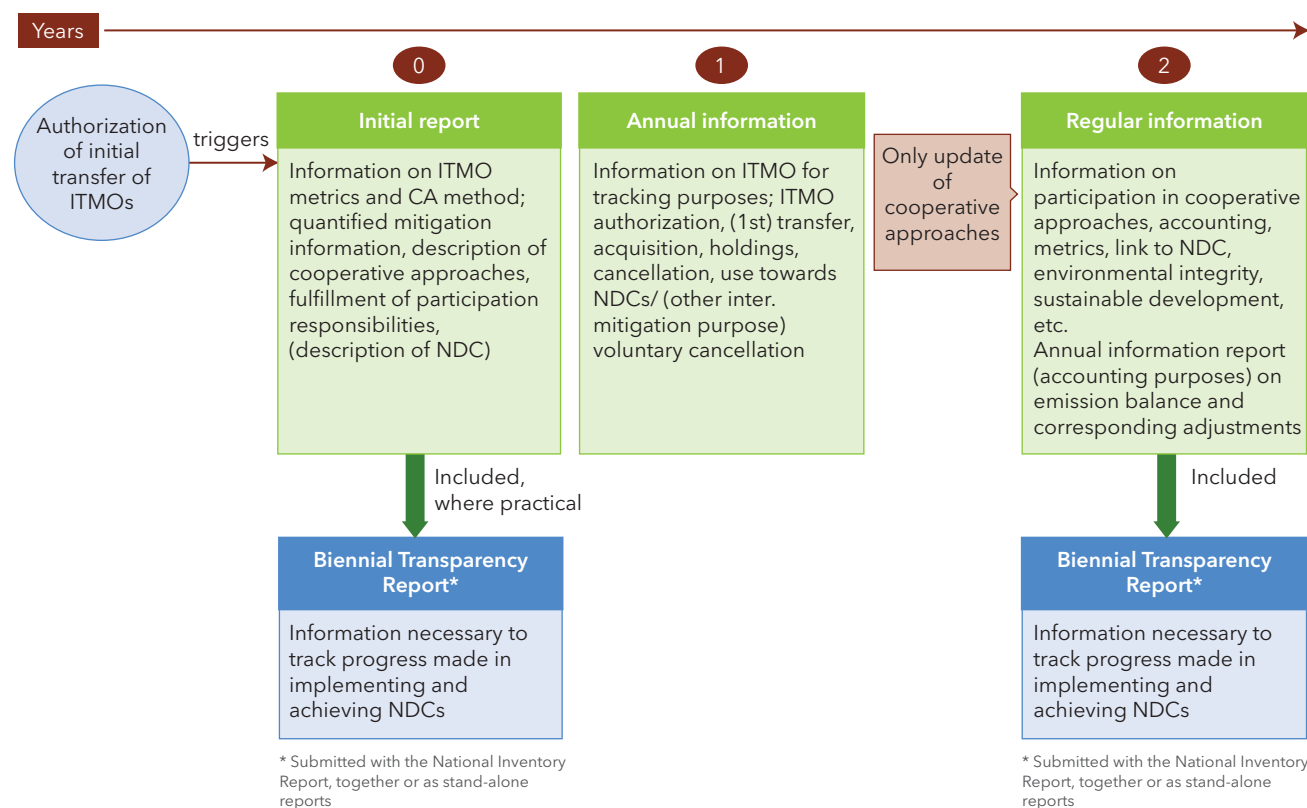 Years
0
1
2
Authorization
of initial
transfer of
ITMOs
triggers
Initial report
Information on ITMO
metrics and CA method;
quantified mitigation
information, description of
cooperative approaches,
fulfillment of participation
responsibilities,
(description of NDC)
Annual information
Information on ITMO for
tracking purposes; ITMO
authorization, (1st) transfer,
acquisition, holdings,
cancellation, use towards
NDCs/ (other inter.
mitigation purpose)
voluntary cancellation
Only update
of
cooperative
approaches
Regular information
Information on
participation in cooperative
approaches, accounting,
metrics, link to NDC,
environmental integrity,
sustainable development,
etc.
Annual information report
(accounting purposes) on
emission balance and
corresponding adjustments
Included,
where practical
Included
Biennial Transparency
Report*
Information necessary to
track progress made in
implementing and
achieving NDCs
* Submitted with the National Inventory
Report, together or as stand-alone
reports
Biennial Transparency
Report*
Information necessary to
track progress made in
implementing and
achieving NDCs
* Submitted with the National Inventory
Report, together or as stand-alone
reports